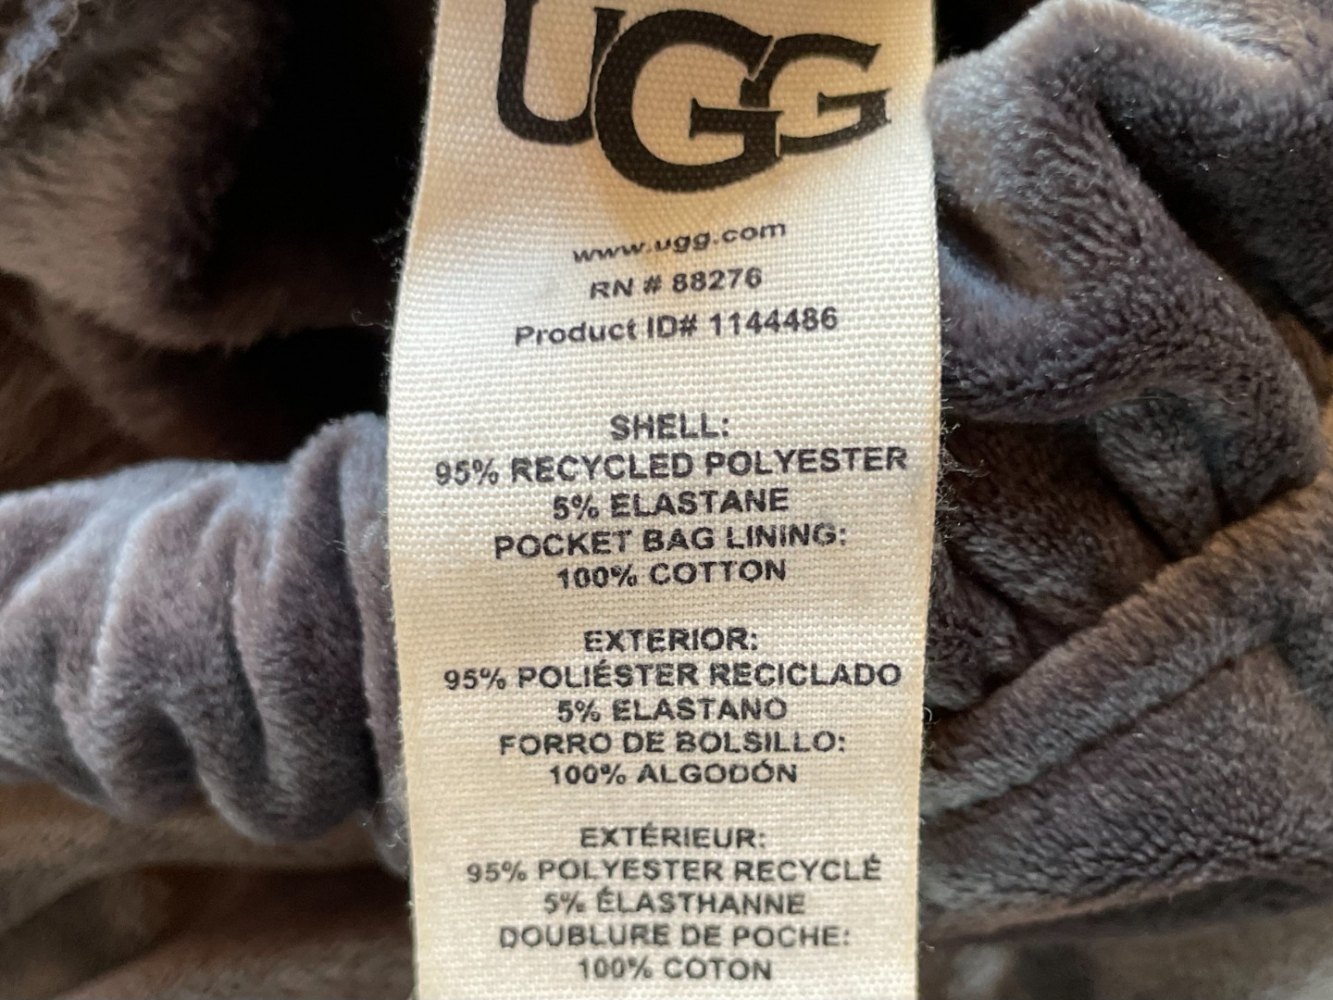 UGG
www.ugg.com
RN # 88276
Product ID# 1144486
SHELL:
95% RECYCLED POLYESTER
5% ELASTANE
POCKET BAG LINING:
100% COTTON
EXTERIOR:
95% POLIÉSTER RECICLADO
5% ELASTANO
FORRO DE BOLSILLO:
100% ALGODÓN
EXTÉRIEUR:
95% POLYESTER RECYCLÉ
5% ÉLASTHANNE
DOUBLURE DE POCHE:
100% COTON